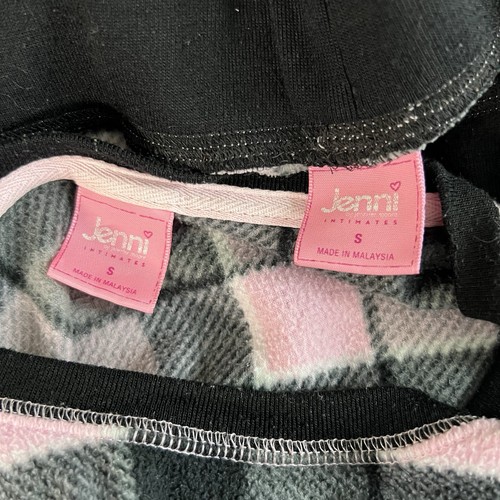 Jenni
INTIMATES
S
MADE IN MALAYSIA
Jenni
INTIMATES
S
MADE IN MALAYSIA